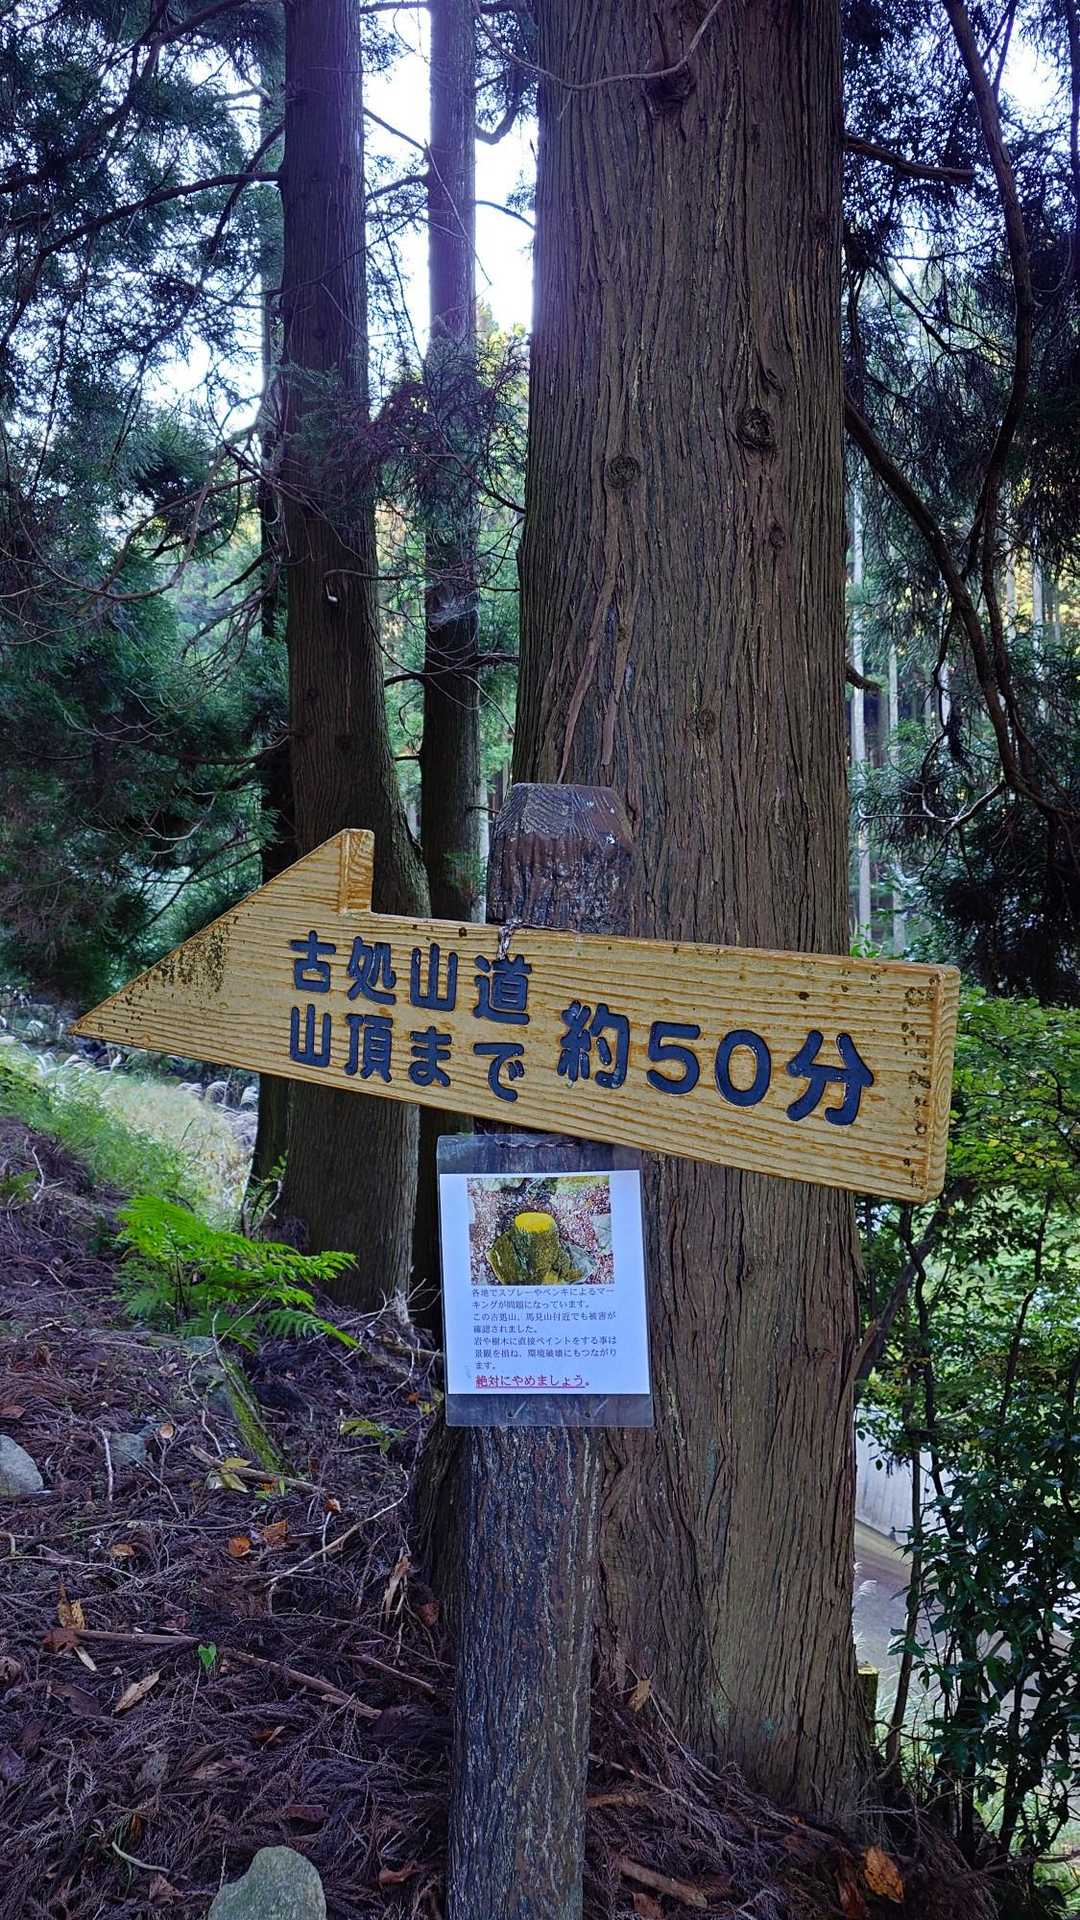 古処山道
山頂まで 約50分
各地でスプレーやペンキによるマー
キングが問題になっています。
この古処山、馬見山付近でも被害が
確認されました。
岩や樹木に直接ペイントをする事は
景観を損ね、環境破壊にもつながり
ます。
絶対にやめましょう。